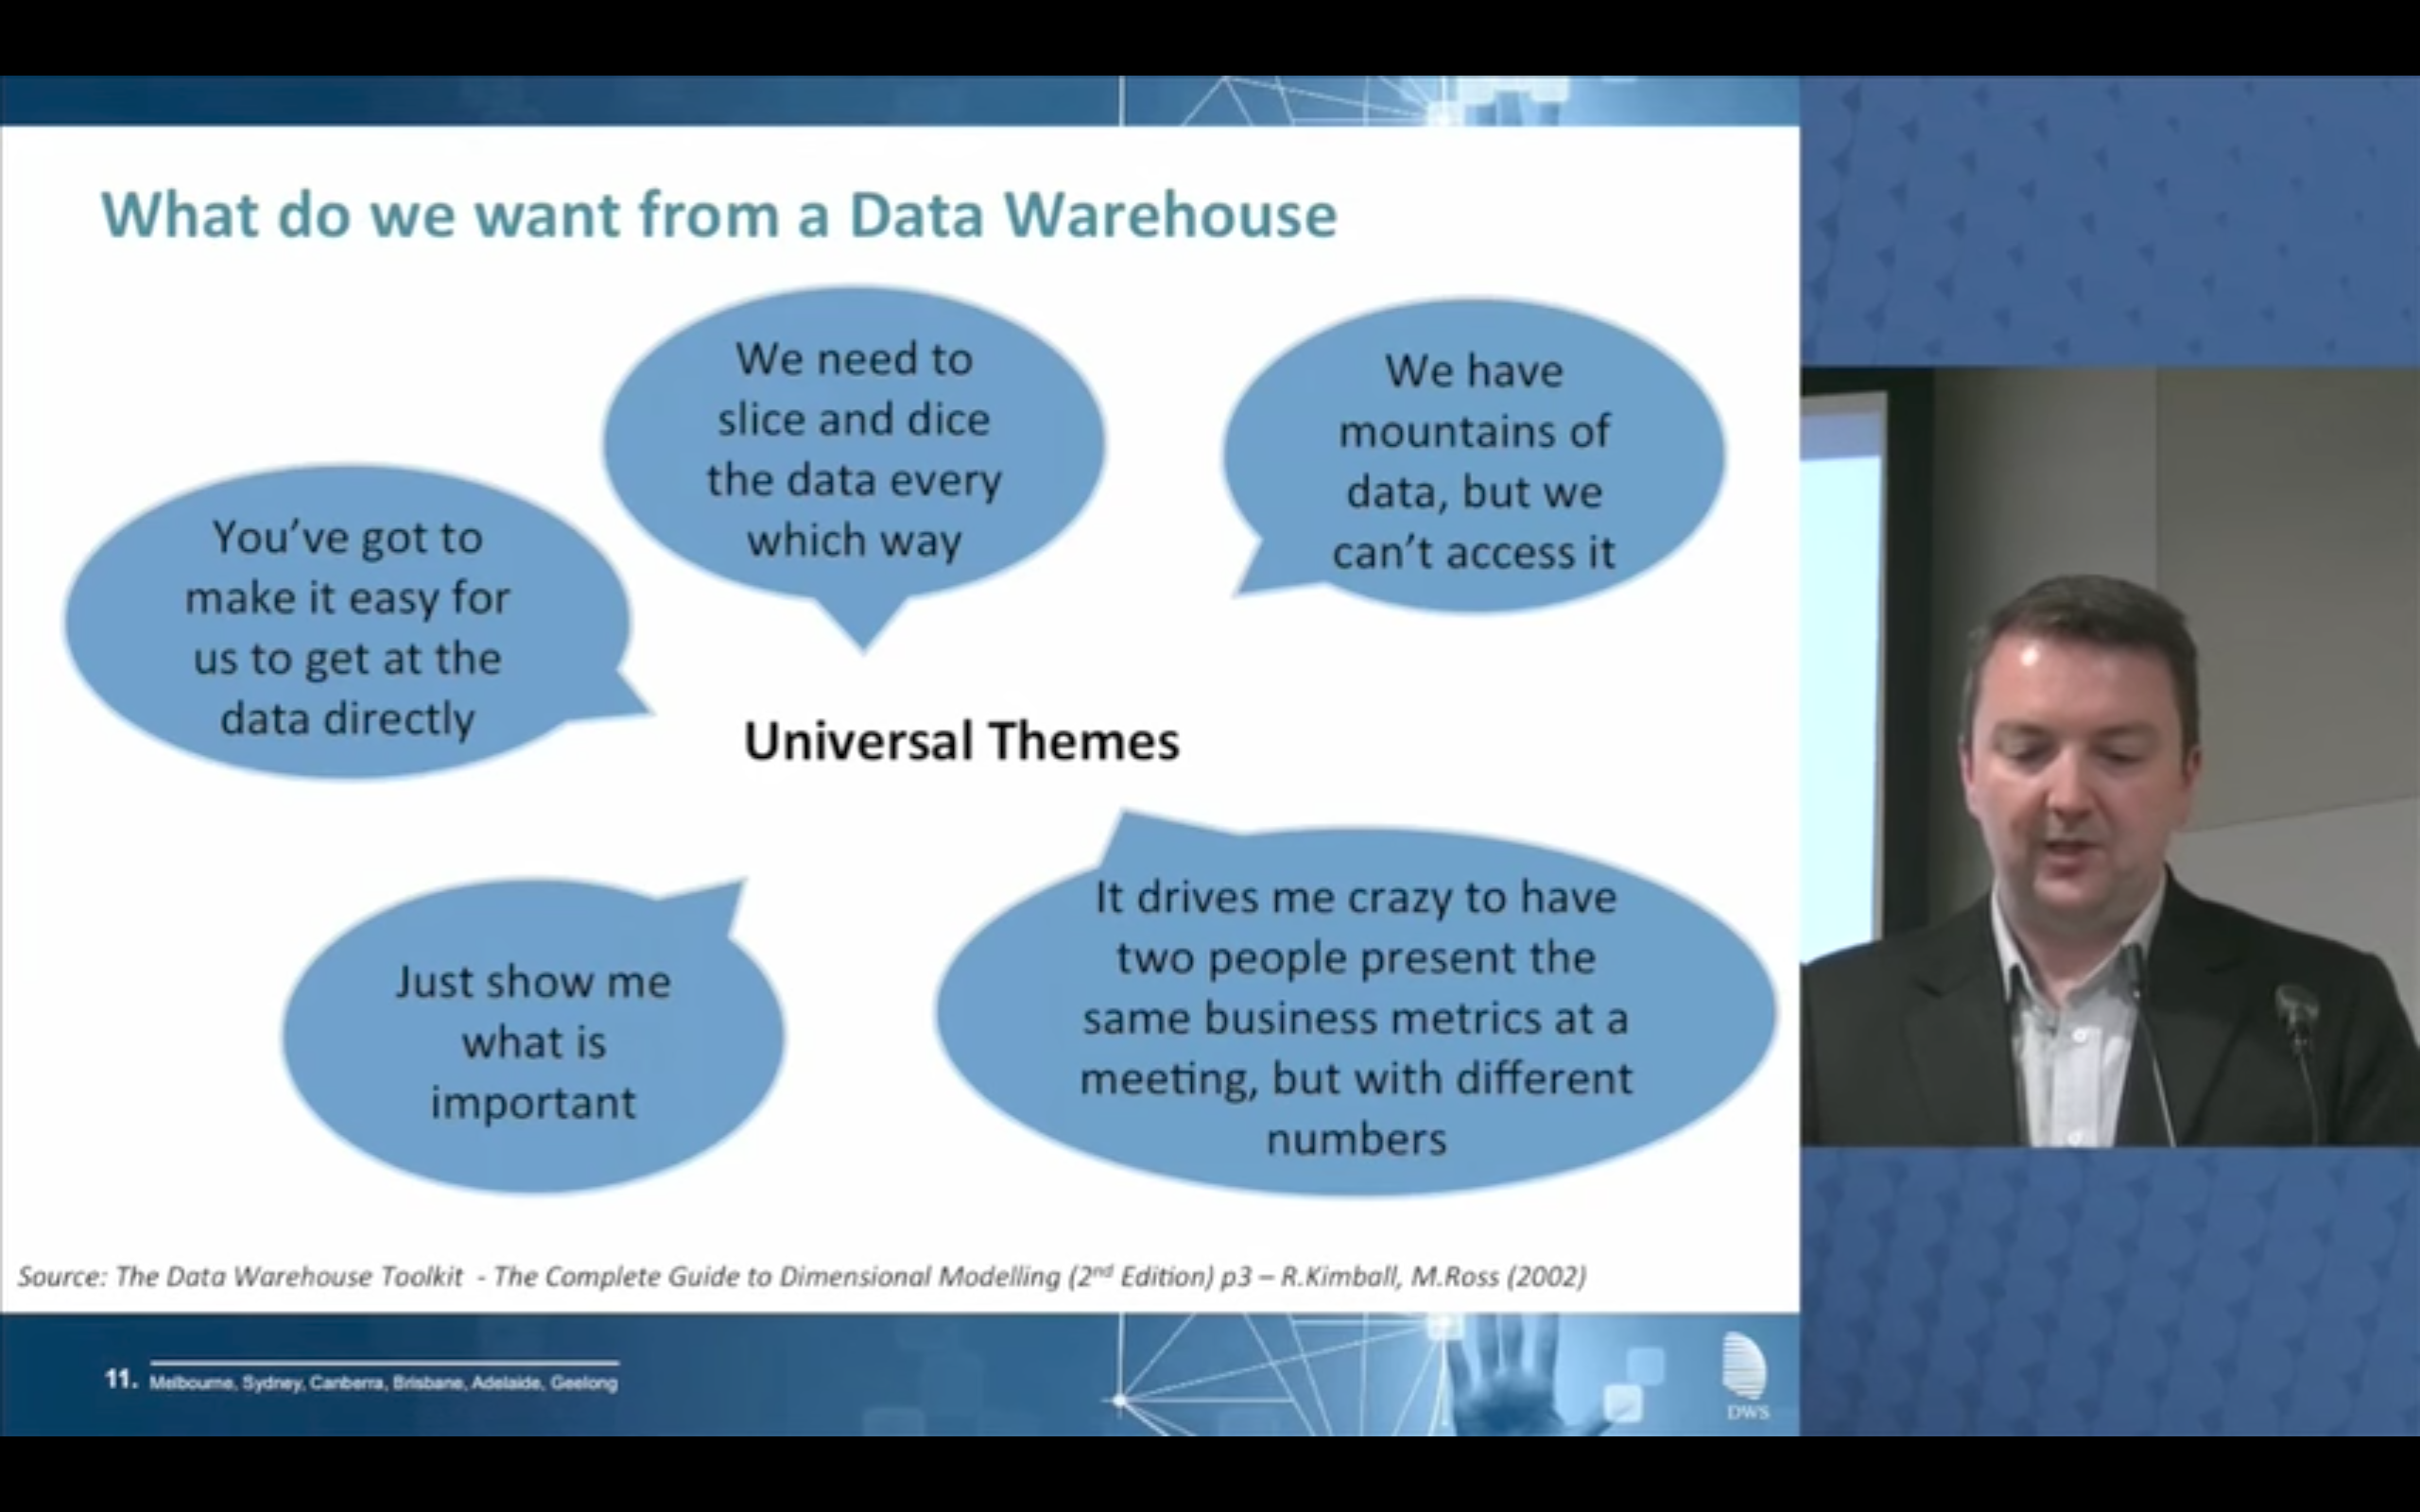 What do we want from a Data Warehouse
We need to
slice and dice
the data every
which way
We have
mountains of
data, but we
can't access it
You've got to
make it easy for
us to get at the
data directly
Universal Themes
Just show me
what is
important
It drives me crazy to have
two people present the
same business metrics at a
meeting, but with different
numbers
Source: The Data Warehouse Toolkit - The Complete Guide to Dimensional Modelling (2nd Edition) p3 – R.Kimball, M.Ross (2002)
11. Melbourne, Sydney, Canberra, Brisbane, Adelaide, Geelong
DWS